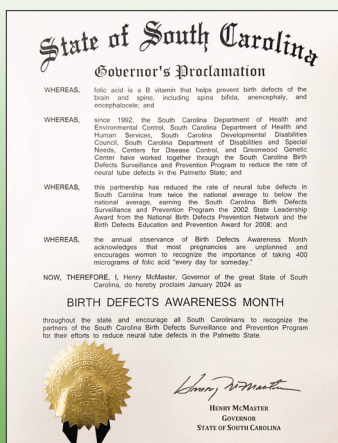 State of South Carolina
Governor's Proclamation
WHEREAS, folic acid is a B vitamin that helps prevent birth defects of the
brain and spine, including spina bifida, anencephaly, and
encephalocele; and
WHEREAS, since 1992, the South Carolina Department of Health and
Environmental Control, South Carolina Department of Health and
Human Services, South Carolina Developmental Disabilities
Council, South Carolina Department of Disabilities and Special
Needs, Centers for Disease Control, and Greenwood Genetic
Center have worked together through the South Carolina Birth
Defects Surveillance and Prevention Program to reduce the rate of
neural tube defects in the Palmetto State; and
WHEREAS, this partnership has reduced the rate of neural tube defects in
South Carolina from twice the national average to below the
national average, earning the South Carolina Birth Defects
Surveillance and Prevention Program the 2002 State Leadership
Award from the National Birth Defects Prevention Network and the
Birth Defects Education and Prevention Award for 2008; and
WHEREAS, the annual observance of Birth Defects Awareness Month
acknowledges that most pregnancies are unplanned and
encourages women to recognize the importance of taking 400
micrograms of folic acid "every day for someday."
NOW, THEREFORE, I, Henry McMaster, Governor of the great State of South
Carolina, do hereby proclaim January 2024 as
BIRTH DEFECTS AWARENESS MONTH
throughout the state and encourage all South Carolinians to recognize the
partners of the South Carolina Birth Defects Surveillance and Prevention Program
for their efforts to reduce neural tube defects in the Palmetto State.
Henry McMaster
HENRY MCMASTER
GOVERNOR
STATE OF SOUTH CAROLINA